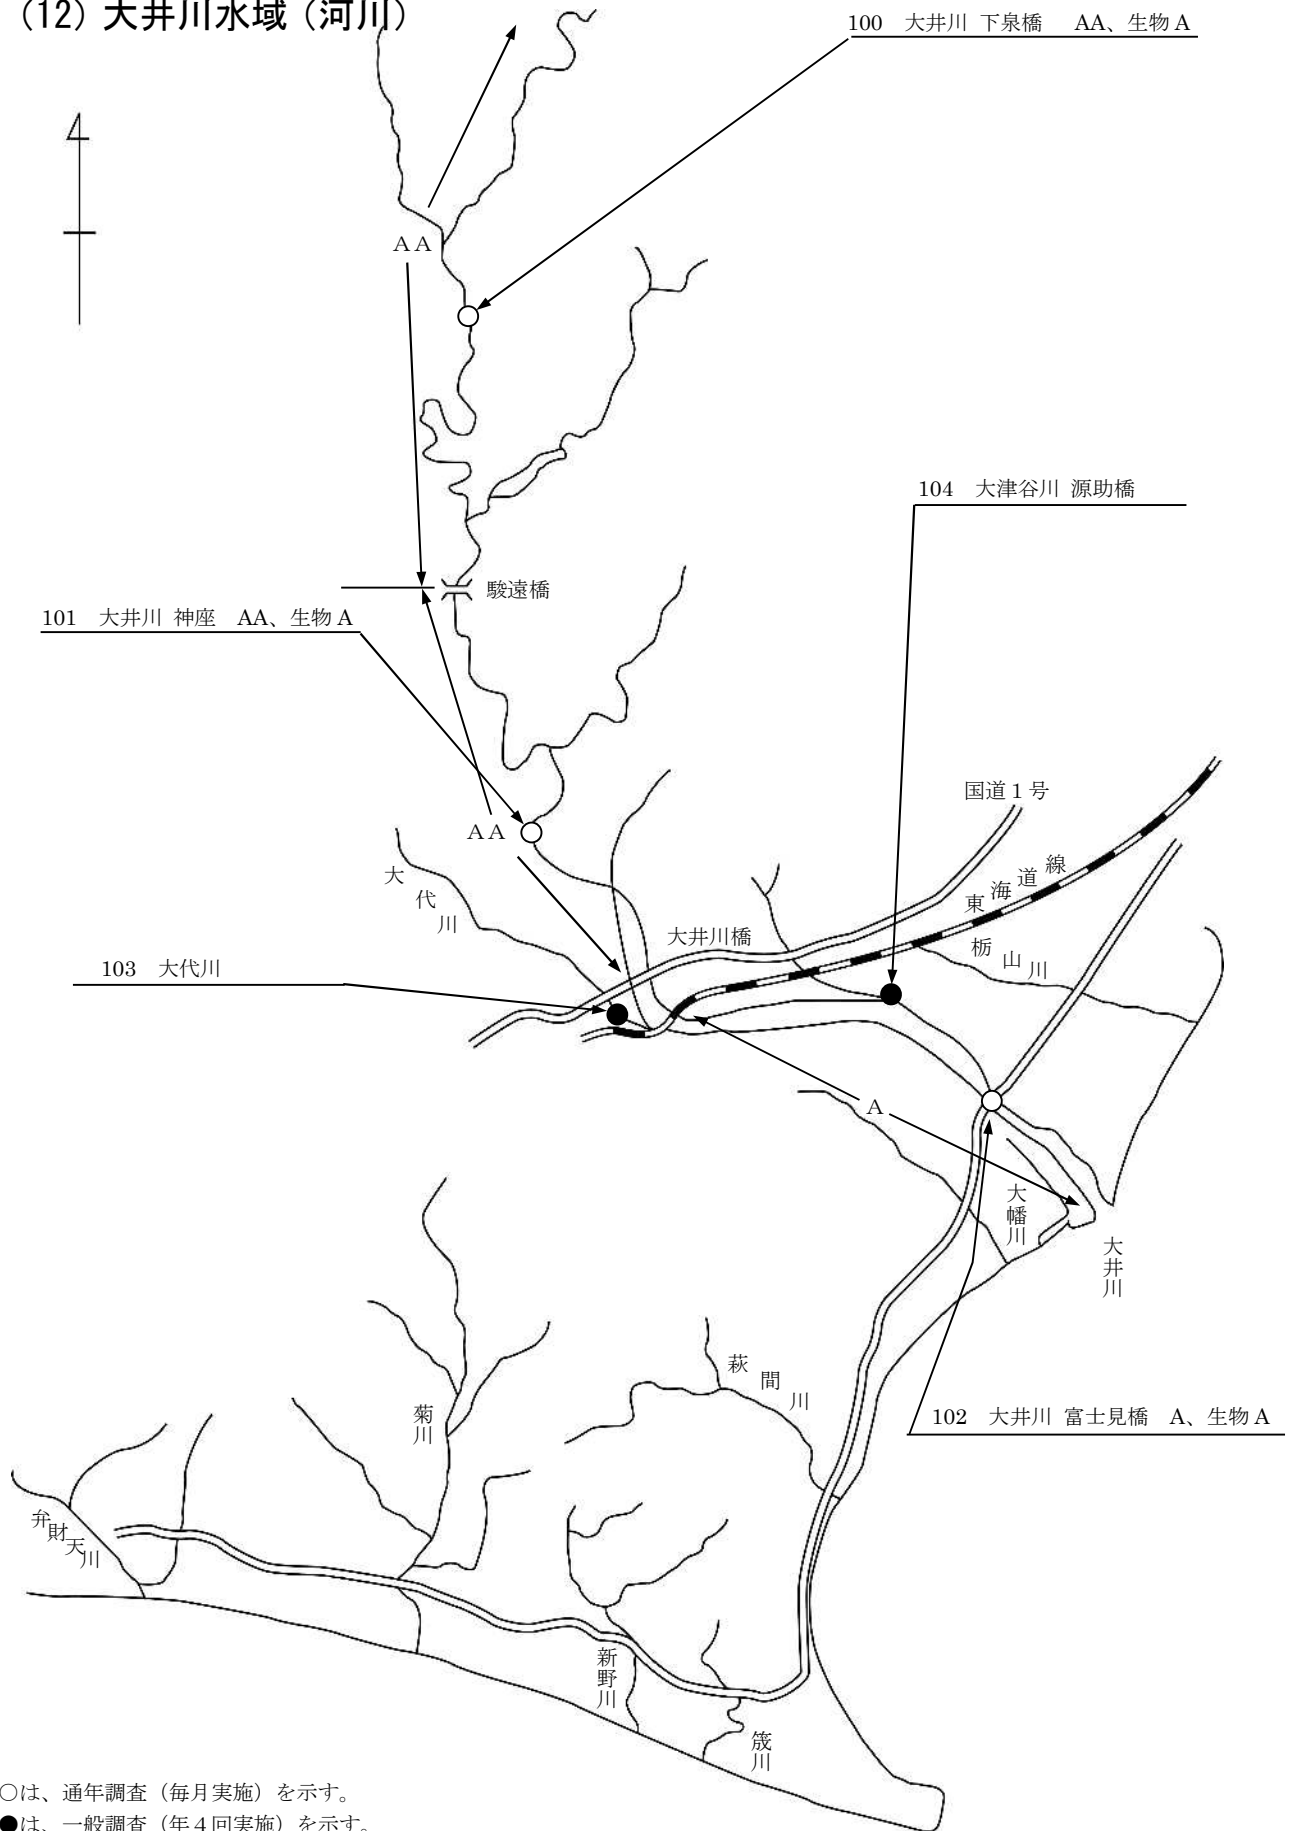 (12) 大井川水域（河川）
100　大井川 下泉橋　AA、生物A
AA
104　大津谷川 源助橋
駿遠橋
101　大井川 神座　AA、生物A
国道1号
AA
大代川
東海道線
大井川橋
栃山川
103　大代川
A
大幡川
大井川
萩間川
菊川
102　大井川 富士見橋　A、生物A
弁財天川
新野川
筬川
○は、通年調査（毎月実施）を示す。
●は、一般調査（年４回実施）を示す。